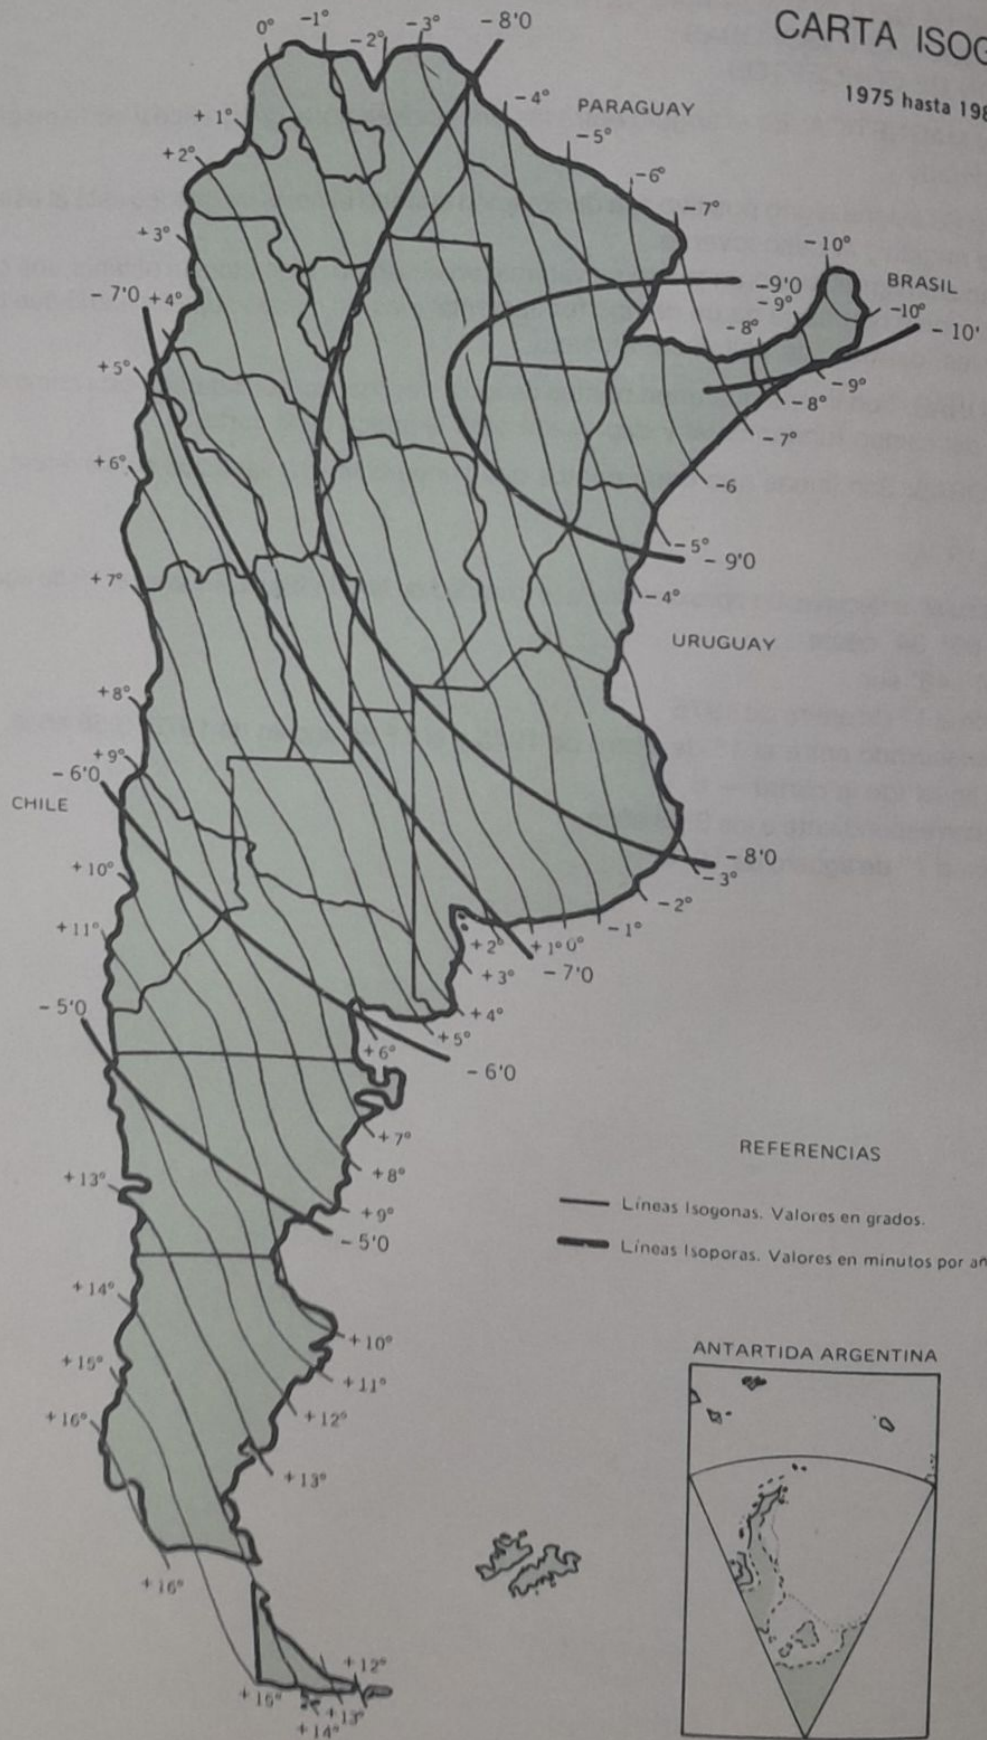 CARTA ISOG
1975 hasta 198
0° -1° -2° -3° -8'0
-4° PARAGUAY
+1° -5°
+2° -6°
-7°
+3° -10°
-7'0 +4° -9'0 BRASIL
-9° -10° -10'
-8°
+5° -9°
-8°
-7°
+6° -6
-5° -9'0
+7° -4°
URUGUAY
+8°
+9°
-6'0
CHILE
-8'0
+10° -3°
-2°
+11° -1°
+2° +1° 0°
+3° -7'0
-5'0 +4°
+5°
+6° -6'0
+7°
REFERENCIAS
+13° +8°
+9° Líneas Isogonas. Valores en grados.
-5'0 Líneas Isoporas. Valores en minutos por añ
+14°
+10°
ANTARTIDA ARGENTINA
+15° +11°
+16° +12°
+13°
+16°
+12°
+13°
+14°